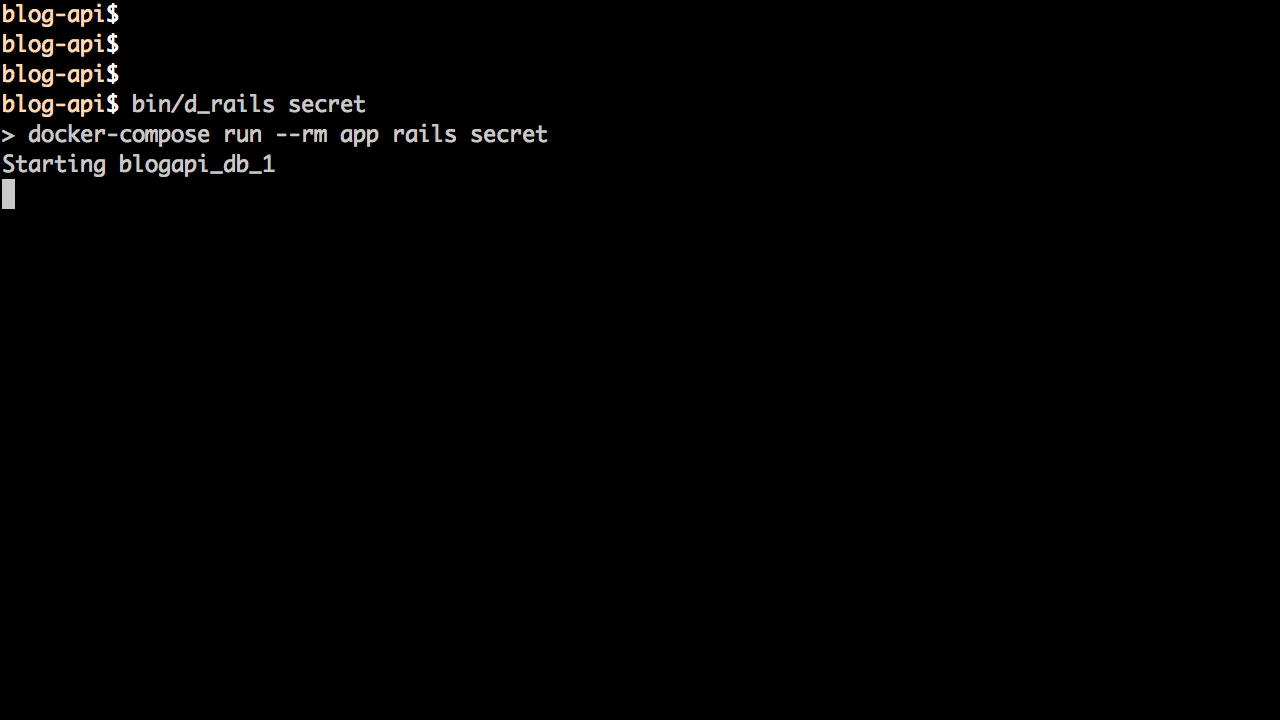 blog-api$
blog-api$
blog-api$
blog-api$ bin/d_rails secret
> docker-compose run --rm app rails secret
Starting blogapi_db_1